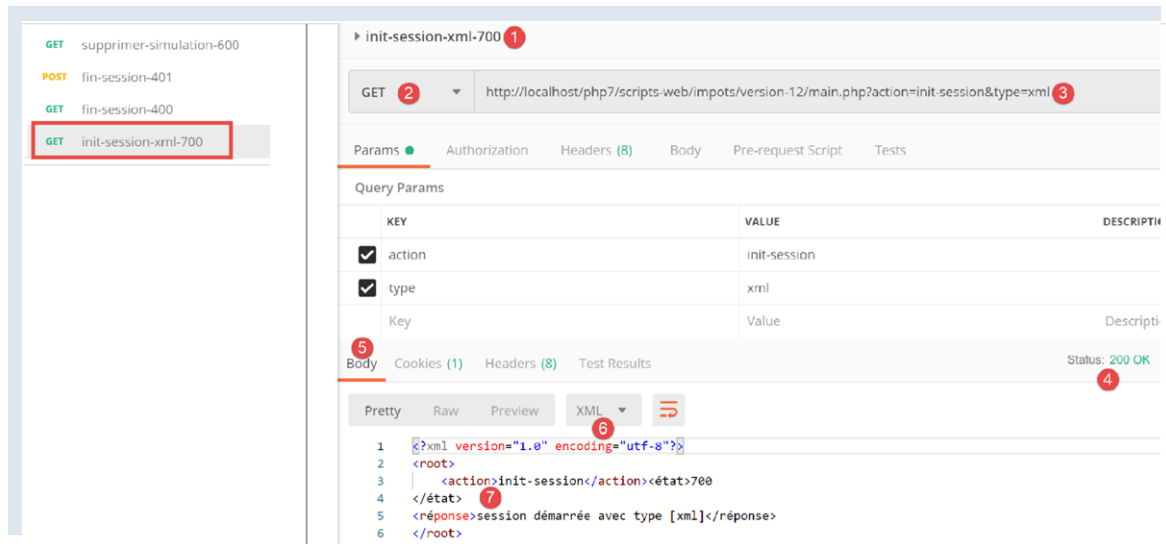 GET supprimer-simulation-600
POST fin-session-401
GET fin-session-400
GET init-session-xml-700
init-session-xml-700 1
GET 2 http://localhost/php7/scripts-web/impots/version-12/main.php?action=init-session&type=xml 3
Params Authorization Headers (8) Body Pre-request Script Tests
Query Params
KEY VALUE DESCRIPTI
action init-session
type xml
Key Value Descripti
5
Body Cookies (1) Headers (8) Test Results Status: 200 OK
4
Pretty Raw Preview XML
6
1 <?xml version="1.0" encoding="utf-8"?>
2 <root>
3 <action>init-session</action><état>700
4 </état> 7
5 <réponse>session démarrée avec type [xml]</réponse>
6 </root>